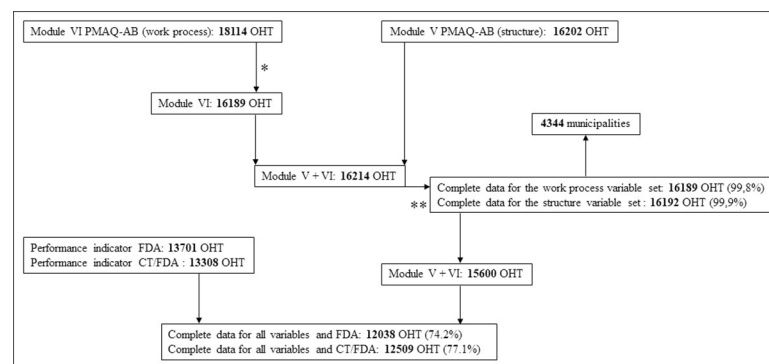 Module VI PMAQ-AB (work process): 18114 OHT
Module V PMAQ-AB (structure): 16202 OHT
*
Module VI: 16189 OHT
4344 municipalities
Module V + VI: 16214 OHT
**
Complete data for the work process variable set: 16189 OHT (99,8%)
Complete data for the structure variable set : 16192 OHT (99,9%)
Performance indicator FDA: 13701 OHT
Performance indicator CT/FDA : 13308 OHT
Module V + VI: 15600 OHT
Complete data for all variables and FDA: 12038 OHT (74.2%)
Complete data for all variables and CT/FDA: 12509 OHT (77.1%)